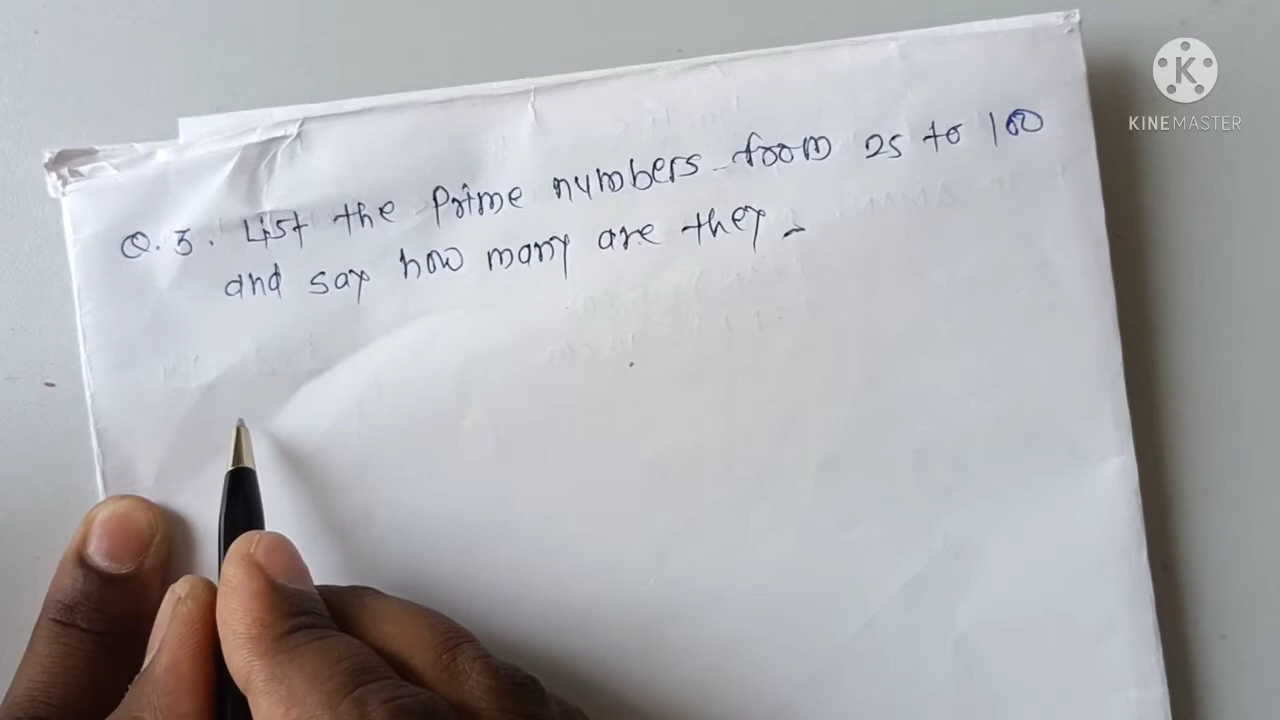 Q. 3. List the Prime numbers from 25 to 100
and say how many are they.
K
KINEMASTER